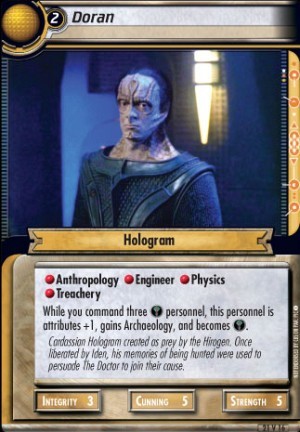 2 Doran
Hologram
Anthropology Engineer Physics
Treachery
While you command three personnel, this personnel is
attributes +1, gains Archaeology, and becomes .
Cardassian Hologram created as prey by the Hirogen. Once
liberated by Iden, his memories of being hunted were used to
persuade The Doctor to join their cause.
INTEGRITY 3 CUNNING 5 STRENGTH 5
51 V 16